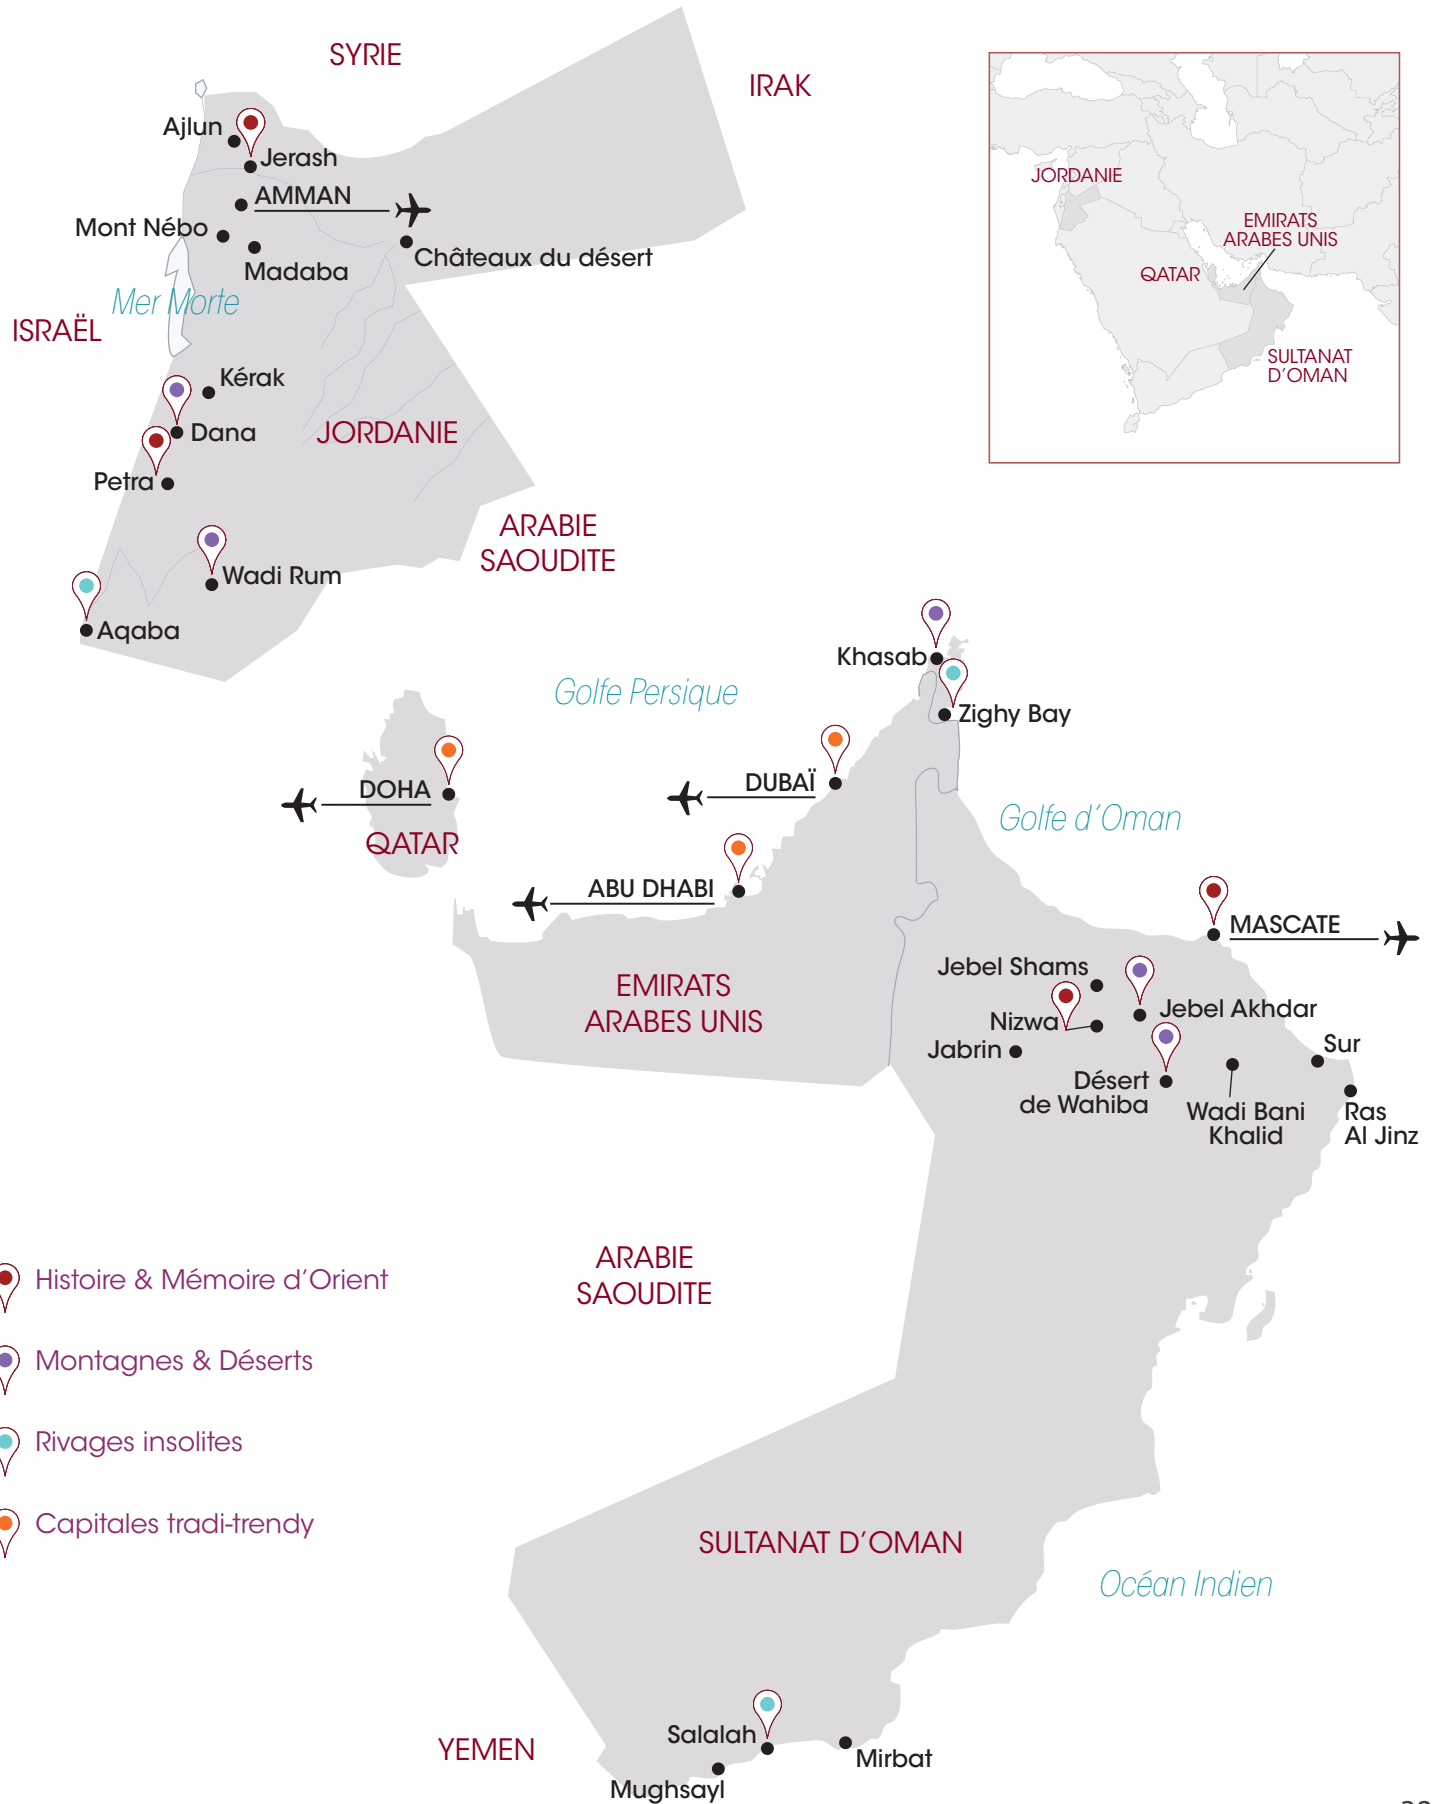 SYRIE
IRAK
Ajlun
Jerash
AMMAN
Mont Nébo
Madaba
Châteaux du désert
Mer Morte
ISRAËL
Kérak
Dana
JORDANIE
Petra
ARABIE
SAOUDITE
Wadi Rum
Aqaba
JORDANIE
EMIRATS
ARABES UNIS
QATAR
SULTANAT
D'OMAN
Khasab
Golfe Persique
Zighy Bay
DOHA
DUBAÏ
QATAR
Golfe d'Oman
ABU DHABI
MASCATE
Jebel Shams
EMIRATS
ARABES UNIS
Nizwa
Jebel Akhdar
Jabrin
Sur
Désert
de Wahiba
Wadi Bani
Khalid
Ras
Al Jinz
ARABIE
SAOUDITE
Histoire & Mémoire d'Orient
Montagnes & Déserts
Rivages insolites
Capitales tradi-trendy
SULTANAT D'OMAN
Océan Indien
YEMEN
Salalah
Mirbat
Mughsayl